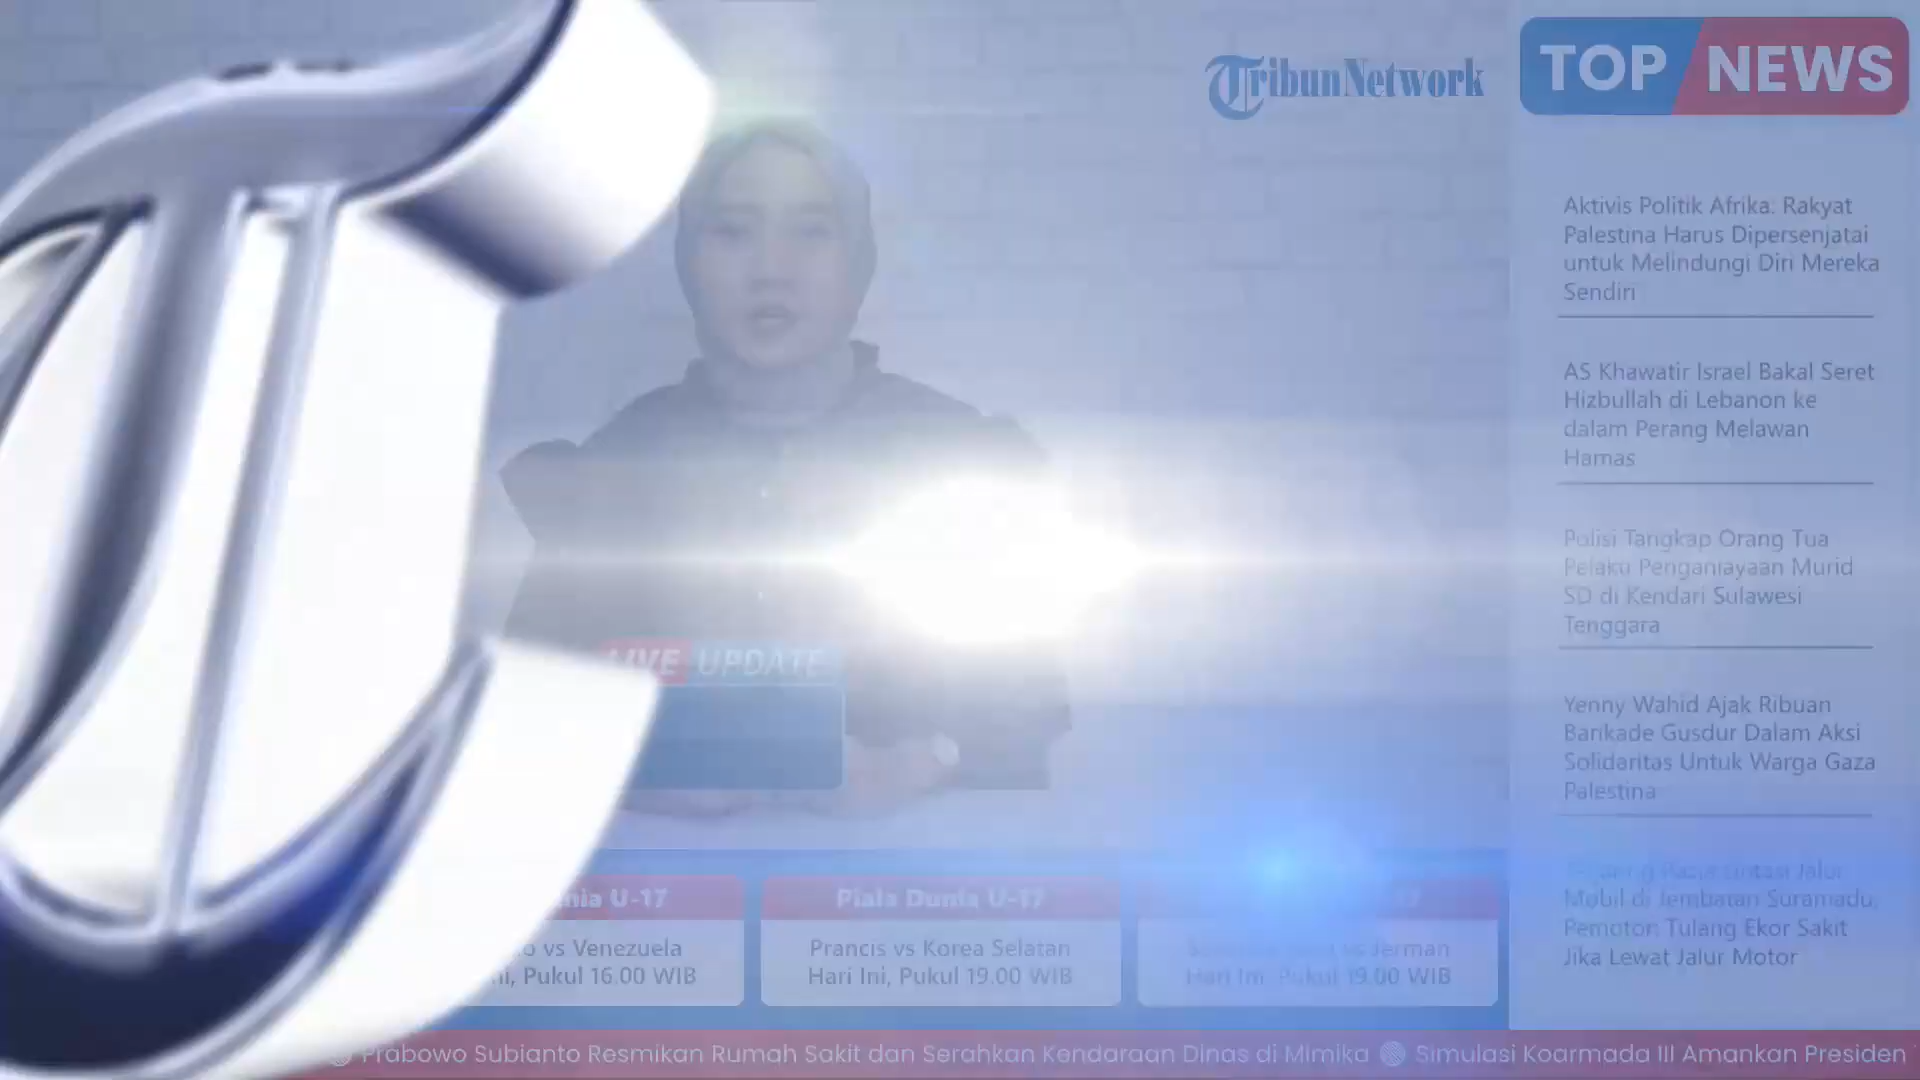 TribunNetwork
TOP NEWS
Aktivis Politik Afrika: Rakyat
Palestina Harus Dipersenjatai
untuk Melindungi Diri Mereka
Sendiri
AS Khawatir Israel Bakal Seret
Hizbullah di Lebanon ke
dalam Perang Melawan
Hamas
Polisi Tangkap Orang Tua
Pelaku Penganiayaan Murid
SD di Kendari Sulawesi
Tenggara
Yenny Wahid Ajak Ribuan
Barikade Gusdur Dalam Aksi
Solidaritas Untuk Warga Gaza
Palestina
Jalur
Mobil di Jembatan Suramadu,
Pemotor: Tulang Ekor Sakit
Jika Lewat Jalur Motor
LIVE UPDATE
U-17
vs Venezuela
Pukul 16.00 WIB
Piala Dunia U-17
Prancis vs Korea Selatan
Hari Ini, Pukul 19.00 WIB
vs Jerman
Hari Ini, Pukul 19.00 WIB
Prabowo Subianto Resmikan Rumah Sakit dan Serahkan Kendaraan Dinas di Mimika
Simulasi Koarmada III Amankan Presiden